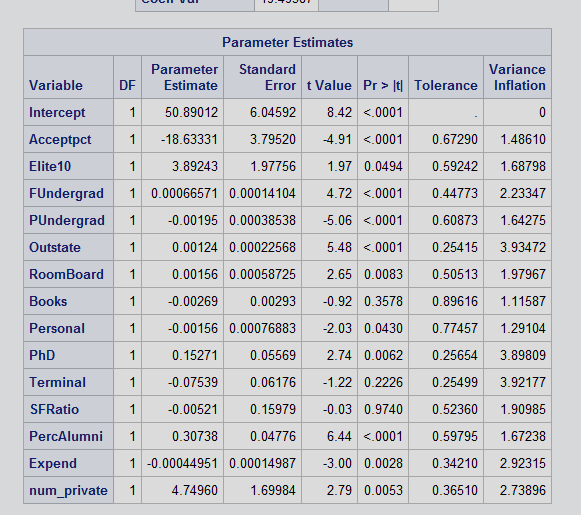 Parameter Estimates
Variable DF Parameter Estimate Standard Error t Value Pr > |t| Tolerance Variance Inflation
Intercept 1 50.89012 6.04592 8.42 <.0001 . 0
Acceptpct 1 -18.63331 3.79520 -4.91 <.0001 0.67290 1.48610
Elite10 1 3.89243 1.97756 1.97 0.0494 0.59242 1.68798
FUndergrad 1 0.00066571 0.00014104 4.72 <.0001 0.44773 2.23347
PUndergrad 1 -0.00195 0.00038538 -5.06 <.0001 0.60873 1.64275
Outstate 1 0.00124 0.00022568 5.48 <.0001 0.25415 3.93472
RoomBoard 1 0.00156 0.00058725 2.65 0.0083 0.50513 1.97967
Books 1 -0.00269 0.00293 -0.92 0.3578 0.89616 1.11587
Personal 1 -0.00156 0.00076883 -2.03 0.0430 0.77457 1.29104
PhD 1 0.15271 0.05569 2.74 0.0062 0.25654 3.89809
Terminal 1 -0.07539 0.06176 -1.22 0.2226 0.25499 3.92177
SFRatio 1 -0.00521 0.15979 -0.03 0.9740 0.52360 1.90985
PercAlumni 1 0.30738 0.04776 6.44 <.0001 0.59795 1.67238
Expend 1 -0.00044951 0.00014987 -3.00 0.0028 0.34210 2.92315
num_private 1 4.74960 1.69984 2.79 0.0053 0.36510 2.73896